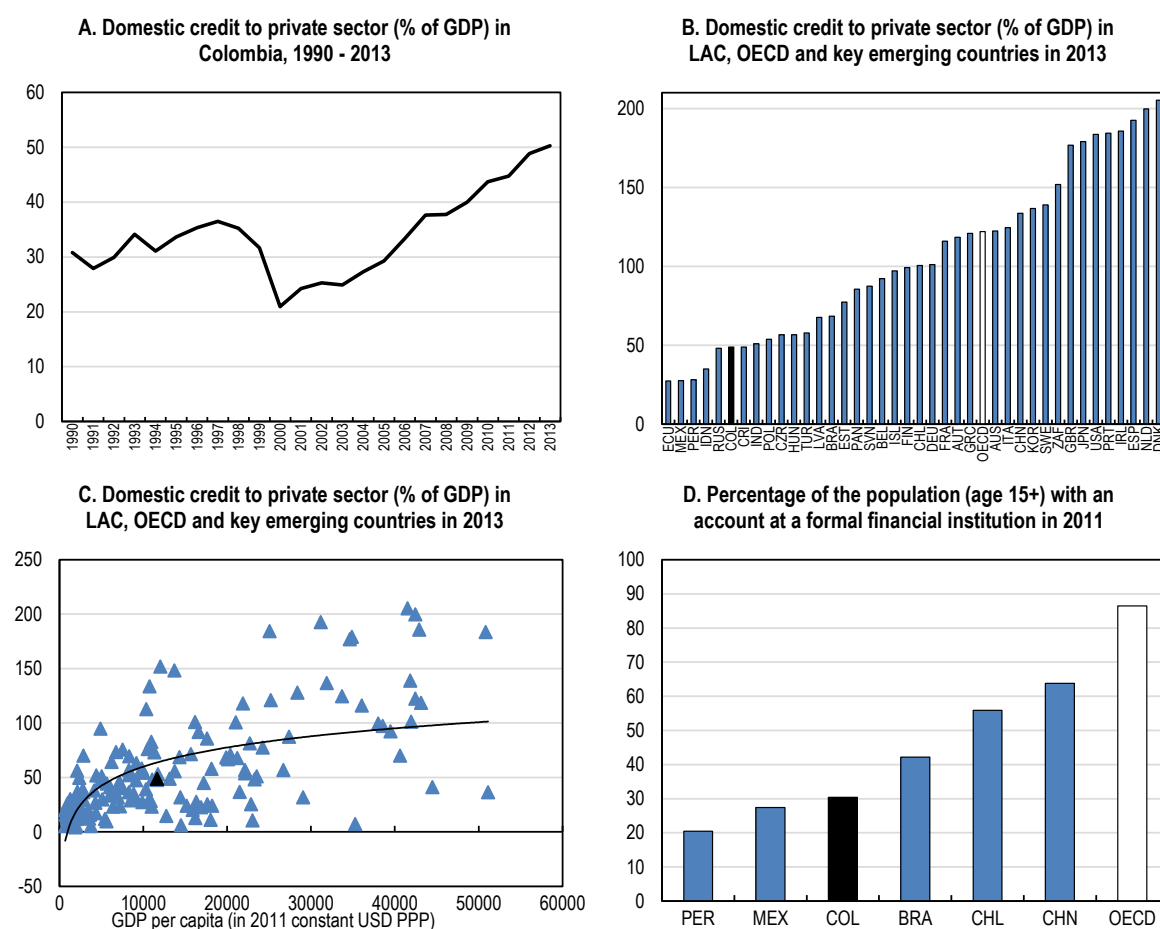 A. Domestic credit to private sector (% of GDP) in
Colombia, 1990 - 2013
60
50
40
30
20
10
0
1990
1991
1992
1993
1994
1995
1996
1997
1998
1999
2000
2001
2002
2003
2004
2005
2006
2007
2008
2009
2010
2011
2012
2013
B. Domestic credit to private sector (% of GDP) in
LAC, OECD and key emerging countries in 2013
200
150
100
50
0
ECU
MEX
PER
IDN
RUS
COL
CRI
IND
POL
CZR
HUN
TUR
LVA
BRA
EST
PAN
SVN
BEL
ISL
FIN
CHL
DEU
FRA
AUT
GRC
OECD
AUS
ITA
CHN
KOR
SWE
ZAF
GBR
JPN
USA
PRT
IRL
ESP
NLD
DNK
C. Domestic credit to private sector (% of GDP) in
LAC, OECD and key emerging countries in 2013
250
200
150
100
50
0
-50
0 10000 20000 30000 40000 50000 60000
GDP per capita (in 2011 constant USD PPP)
D. Percentage of the population (age 15+) with an
account at a formal financial institution in 2011
100
90
80
70
60
50
40
30
20
10
0
PER MEX COL BRA CHL CHN OECD